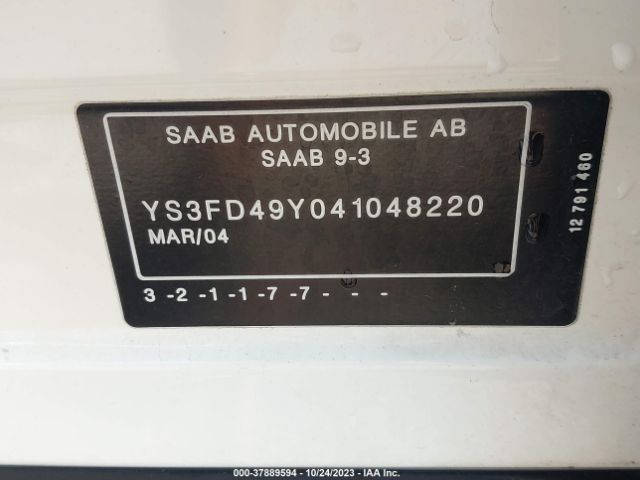 SAAB AUTOMOBILE AB
SAAB 9-3
YS3FD49Y041048220
MAR/04
3 -2 -1 -1 -7 -7 - - -
12 791 460
000-37889594 - 10/24/2023 - IAA Inc.